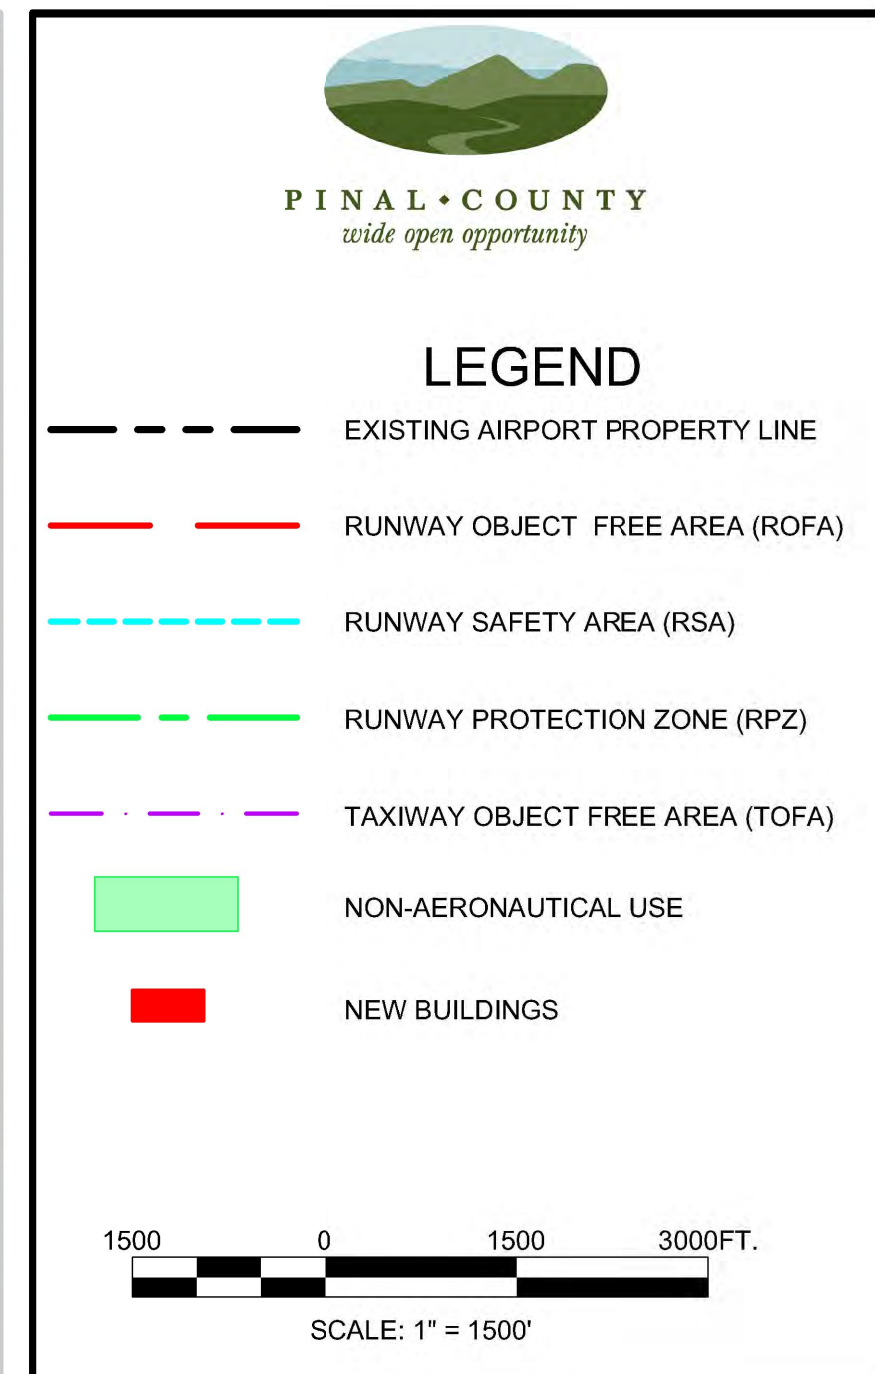 PINAL•COUNTY
wide open opportunity
LEGEND
EXISTING AIRPORT PROPERTY LINE
RUNWAY OBJECT FREE AREA (ROFA)
RUNWAY SAFETY AREA (RSA)
RUNWAY PROTECTION ZONE (RPZ)
TAXIWAY OBJECT FREE AREA (TOFA)
NON-AERONAUTICAL USE
NEW BUILDINGS
1500 0 1500 3000FT.
SCALE: 1" = 1500'